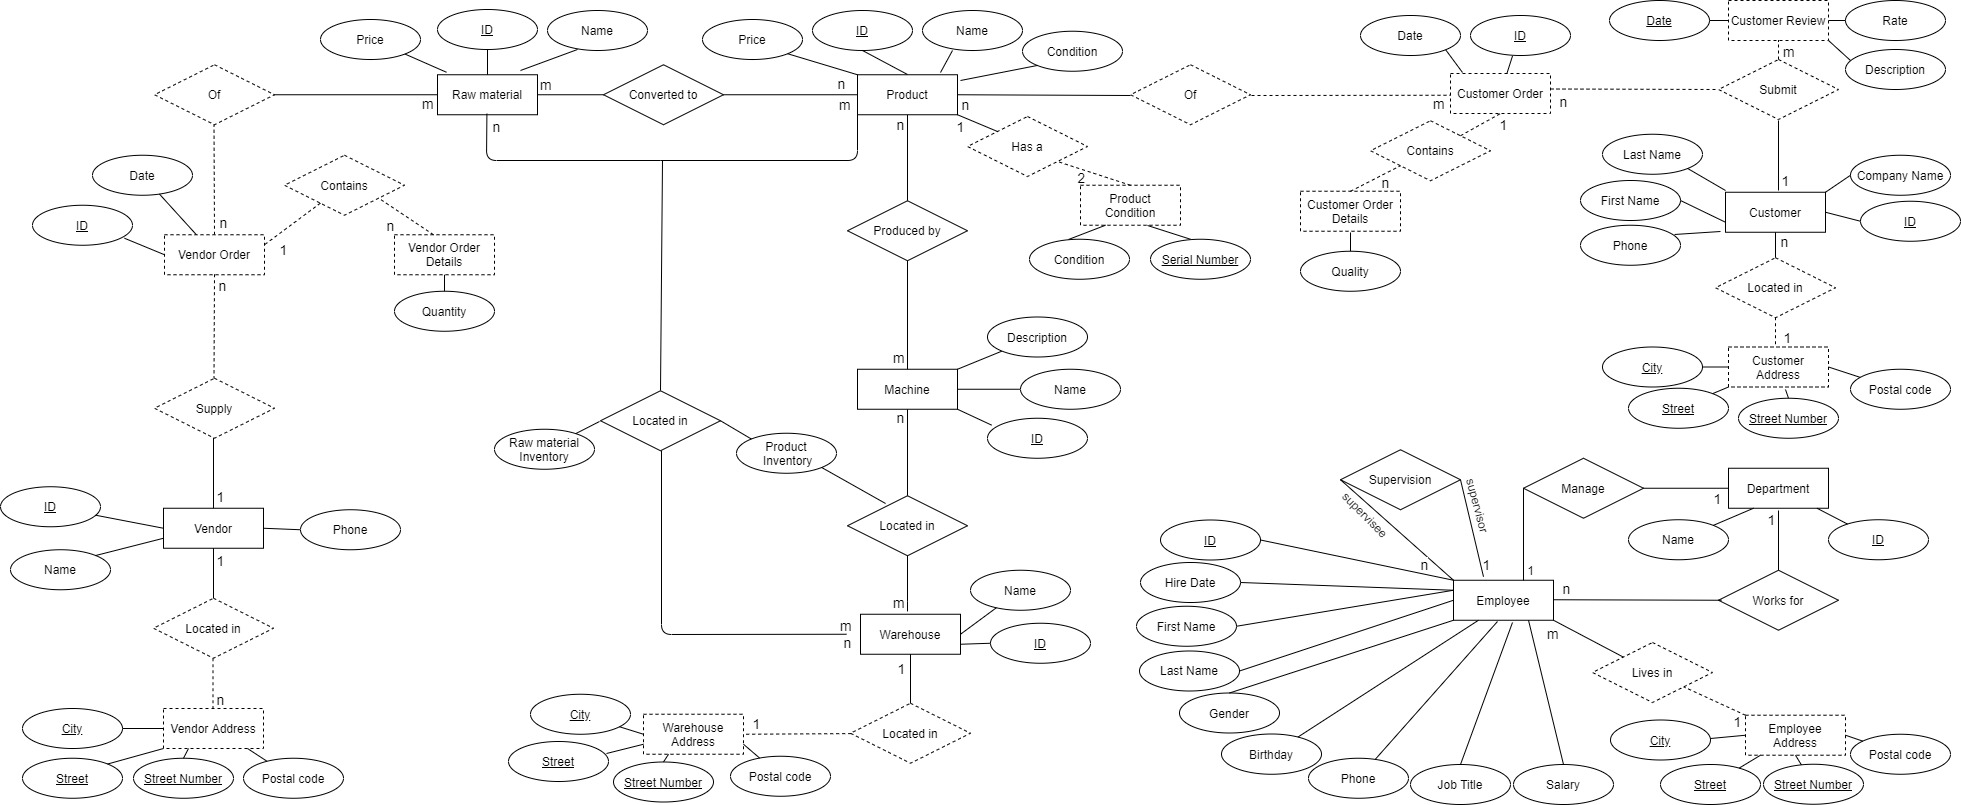 Price
ID
Name
Raw material
m
m
n
Of
Converted to
Price
ID
Name
Condition
Product
n
m
n
n
1
Of
Has a
2
Product
Condition
Condition
Serial Number
Date
ID
Customer Order
m
n
1
Contains
n
Customer Order
Details
Quality
Date
Customer Review
Rate
Description
m
Submit
1
Last Name
First Name
Phone
Customer
Company Name
ID
n
Located in
1
City
Street
Customer
Address
Street Number
Postal code
Date
ID
n
Vendor Order
1
n
Contains
n
Vendor Order
Details
Quantity
Supply
1
ID
Name
Vendor
Phone
1
Located in
n
City
Street
Vendor Address
Street Number
Postal code
Produced by
m
Machine
Description
Name
ID
n
Located in
Raw material
Inventory
Product
Inventory
Located in
m
m
n
Warehouse
Name
ID
1
Located in
1
City
Street
Warehouse
Address
Street Number
Postal code
Supervision
supervisee
supervisor
n
1
Manage
1
1
Department
Name
ID
1
Works for
n
Employee
ID
Hire Date
First Name
Last Name
Gender
Birthday
Phone
Job Title
Salary
m
Lives in
1
City
Street
Employee
Address
Street Number
Postal code